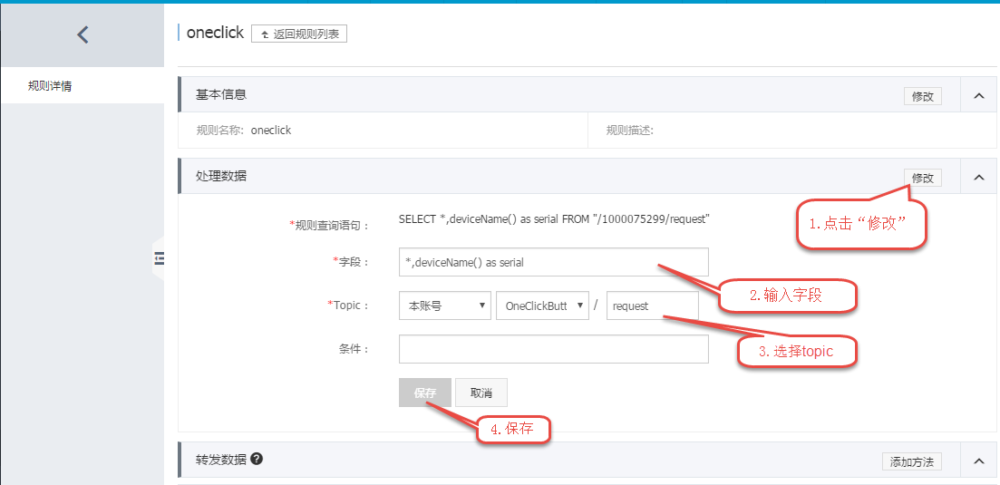 oneclick 返回规则列表
规则详情
基本信息 修改
规则名称: oneclick 规则描述:
处理数据 修改
1.点击“修改”
*规则查询语句: SELECT *,deviceName() as serial FROM "/1000075299/request"
*字段: *,deviceName() as serial
2.输入字段
*Topic: 本账号 OneClickButt / request
3.选择topic
条件:
保存 取消
4.保存
转发数据 ? 添加方法